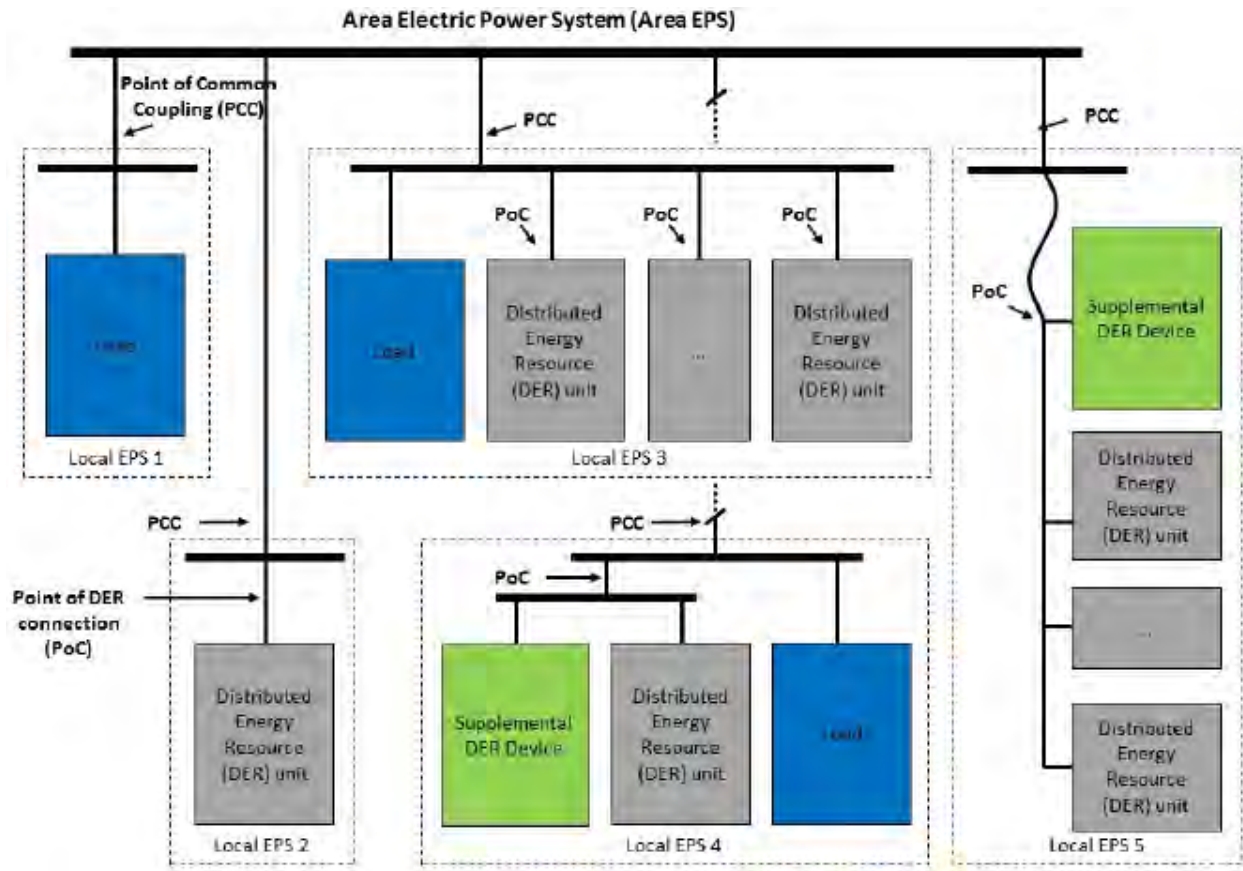 Area Electric Power System (Area EPS)
Point of Common
Coupling (PCC)
PCC
PCC
PoC
PoC
PoC
Load
Distributed
Energy
Resource
(DER) unit
...
Distributed
Energy
Resource
(DER) unit
Local EPS 1
Local EPS 3
PoC
Supplemental
DER Device
Distributed
Energy
Resource
(DER) unit
...
Distributed
Energy
Resource
(DER) unit
Local EPS 5
PCC
Point of DER
connection
(PoC)
Distributed
Energy
Resource
(DER) unit
Local EPS 2
PCC
PoC
Supplemental
DER Device
Distributed
Energy
Resource
(DER) unit
Load
Local EPS 4